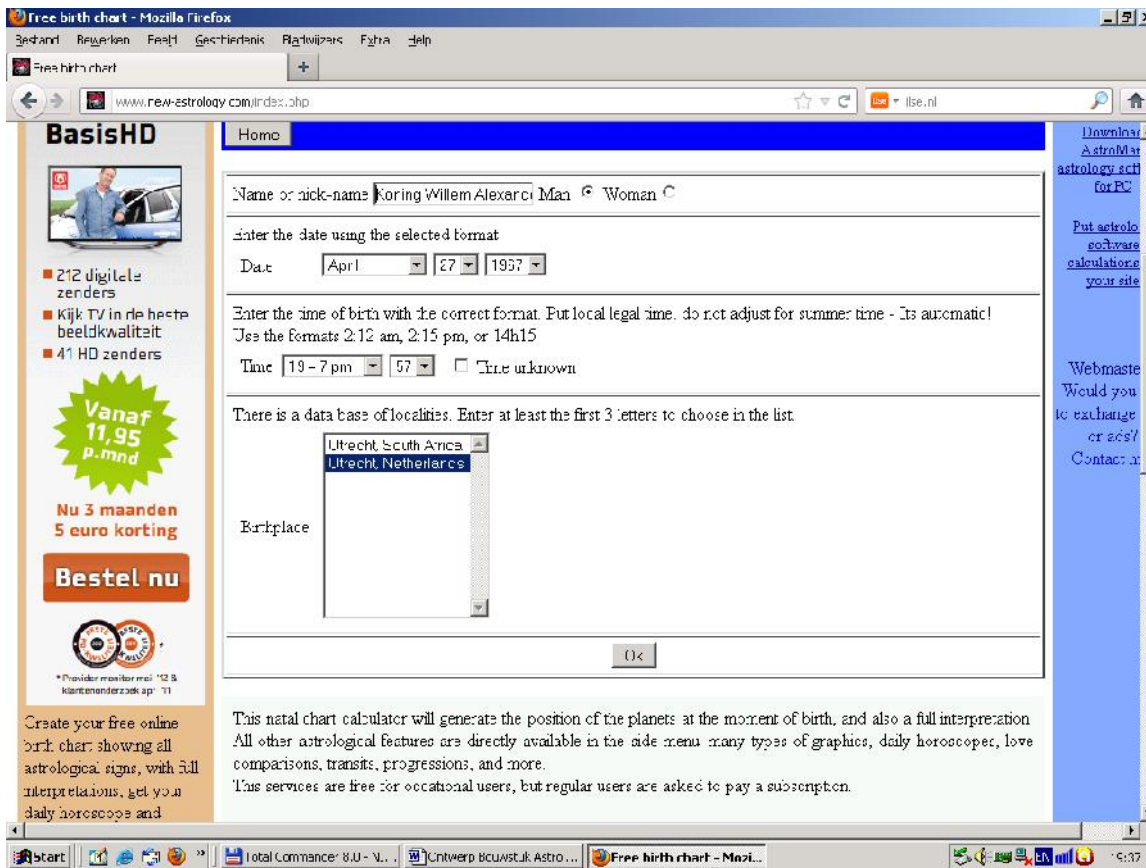 Free birth chart - Mozilla Firefox
Bestand Bewerken Beeld Geschiedenis Bladwijzers Extra Help
Free birth chart
www.new-astrology.com/index.php
ilse.nl
BasisHD
212 digitale
zenders
Kijk TV in de beste
beeldkwaliteit
41 HD zenders
Vanaf
11,95
p.mnd
Nu 3 maanden
5 euro korting
Bestel nu
* Provider monitor mei '12 &
klantenonderzoek apr '11
Create your free online
birth chart showing all
astrological signs, with full
interpretations, get your
daily horoscope and
Home
Name or nick-name Koning Willem Alexand Man Woman
Enter the date using the selected format
Date April 27 1967
Enter the time of birth with the correct format. Put local legal time, do not adjust for summer time - Its automatic!
Use the formats 2:12 am, 2:15 pm, or 14h15
Time 19 - 7 pm 57 Time unknown
There is a data base of localities. Enter at least the first 3 letters to choose in the list.
Utrecht, South Africa
Utrecht, Netherlands
Birthplace
Ok
This natal chart calculator will generate the position of the planets at the moment of birth, and also a full interpretation
All other astrological features are directly available in the side menu many types of graphics, daily horoscopes, love
comparisons, transits, progressions, and more.
This services are free for occational users, but regular users are asked to pay a subscription.
Download
AstroMar
astrology soft
for PC
Put astrolo
software
calculations
your site
Webmaste
Would you
to exchange
or ads?
Contact m
Start
Total Commander 8.0 - N...
Ontwerp Bouwstuk Astro ...
Free birth chart - Mozi...
EN